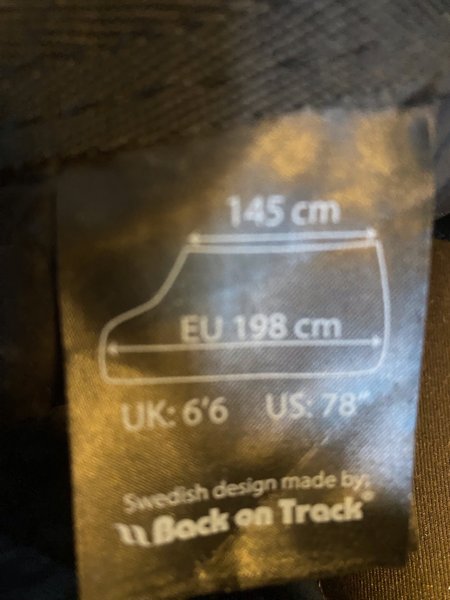 145 cm
EU 198 cm
UK: 6'6 US: 78"
Swedish design made by:
Back on Track®